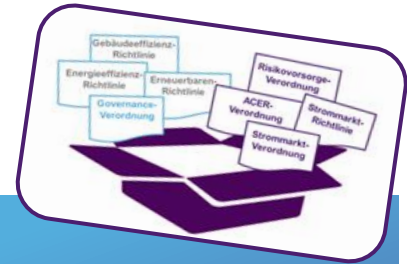 Gebäudeeffizienz-
Richtlinie
Energieeffizienz-
Richtlinie
Erneuerbaren-
Richtlinie
Governance-
Verordnung
Risikovorsorge-
Verordnung
ACER-
Verordnung
Strommarkt-
Richtlinie
Strommarkt-
Verordnung